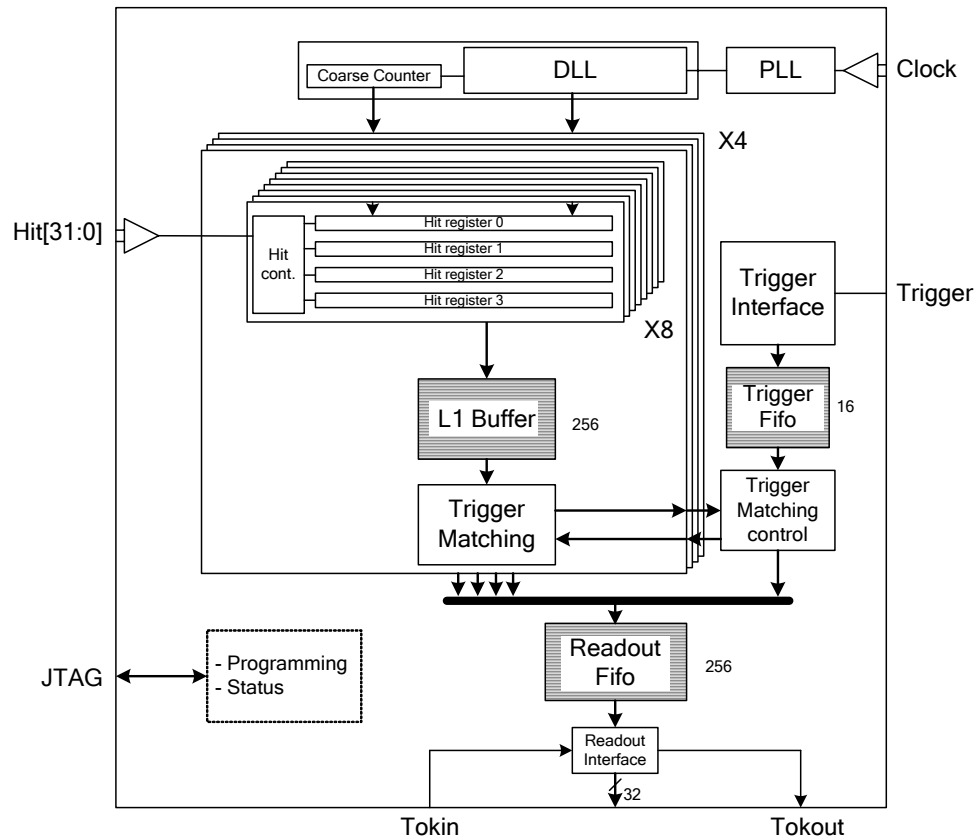 Coarse Counter
DLL
PLL
Clock
X4
Hit[31:0]
Hit
cont.
Hit register 0
Hit register 1
Hit register 2
Hit register 3
X8
Trigger
Interface
Trigger
L1 Buffer
256
Trigger
Fifo
16
Trigger
Matching
Trigger
Matching
control
JTAG
- Programming
- Status
Readout
Fifo
256
Readout
Interface
32
Tokin
Tokout